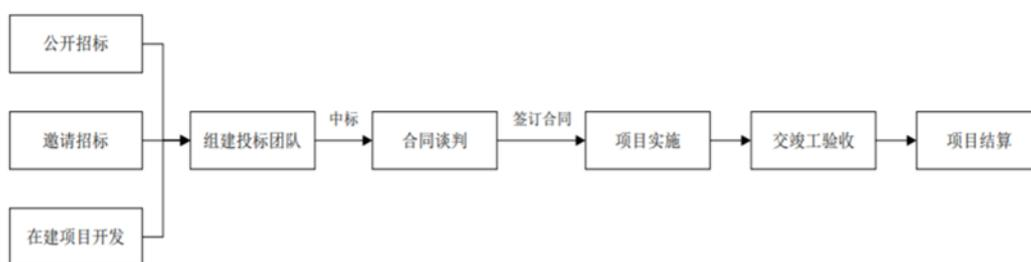 公开招标
邀请招标
在建项目开发
组建投标团队
中标
合同谈判
签订合同
项目实施
交竣工验收
项目结算